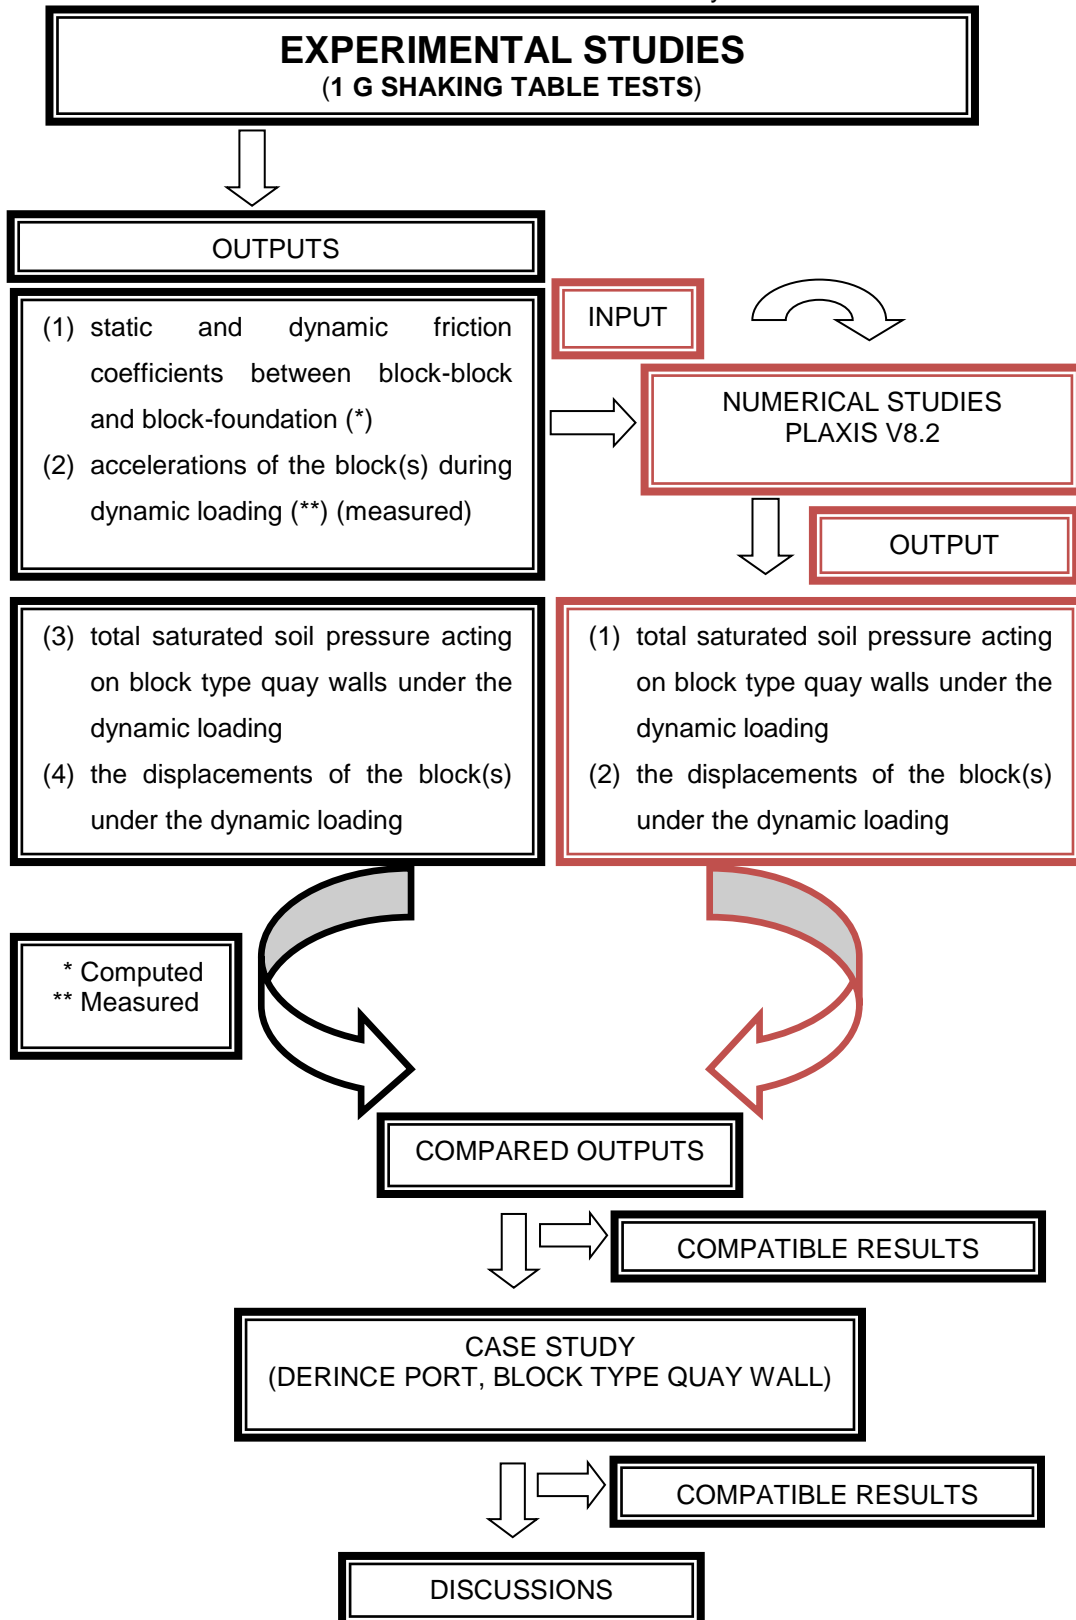 EXPERIMENTAL STUDIES
(1 G SHAKING TABLE TESTS)
OUTPUTS
(1) static and dynamic friction
coefficients between block-block
and block-foundation (*)
(2) accelerations of the block(s) during
dynamic loading (**) (measured)
INPUT
NUMERICAL STUDIES
PLAXIS V8.2
OUTPUT
(3) total saturated soil pressure acting
on block type quay walls under the
dynamic loading
(4) the displacements of the block(s)
under the dynamic loading
(1) total saturated soil pressure acting
on block type quay walls under the
dynamic loading
(2) the displacements of the block(s)
under the dynamic loading
* Computed
** Measured
COMPARED OUTPUTS
COMPATIBLE RESULTS
CASE STUDY
(DERINCE PORT, BLOCK TYPE QUAY WALL)
COMPATIBLE RESULTS
DISCUSSIONS